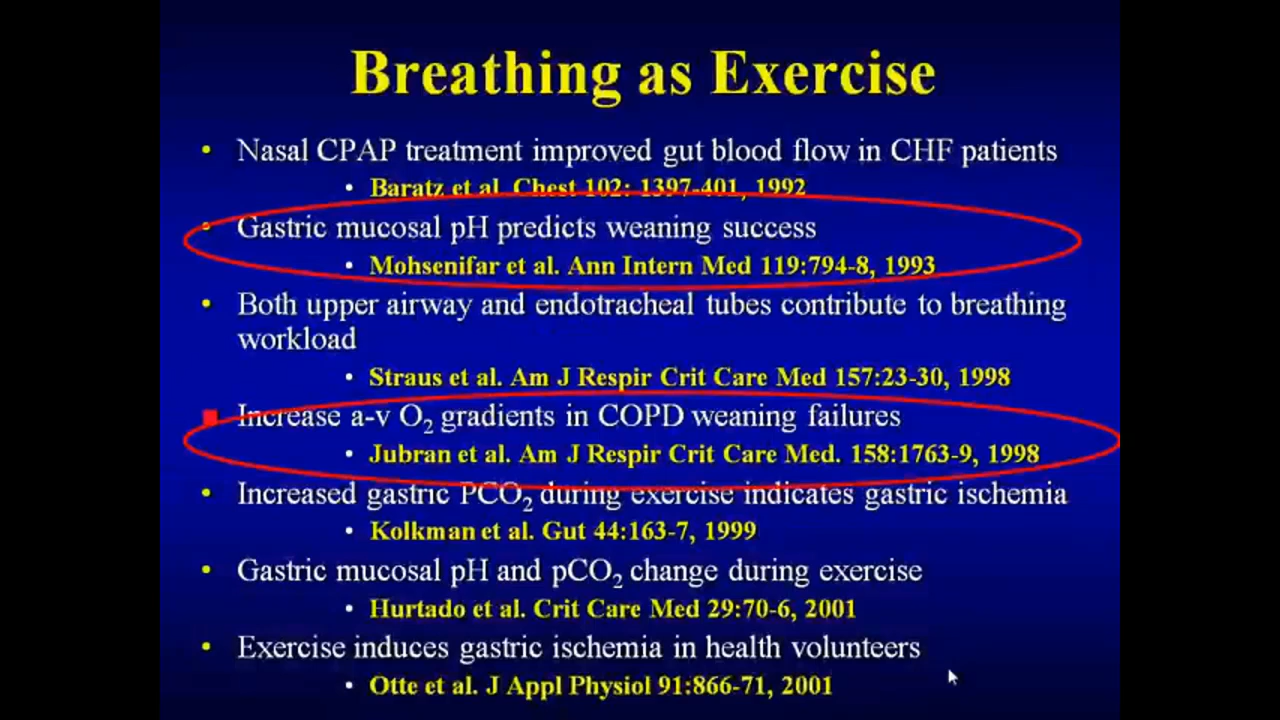 Breathing as Exercise
• Nasal CPAP treatment improved gut blood flow in CHF patients
• Baratz et al. Chest 102: 1397-401, 1992
• Gastric mucosal pH predicts weaning success
• Mohsenifar et al. Ann Intern Med 119:794-8, 1993
• Both upper airway and endotracheal tubes contribute to breathing
workload
• Straus et al. Am J Respir Crit Care Med 157:23-30, 1998
Increase a-v O₂ gradients in COPD weaning failures
• Jubran et al. Am J Respir Crit Care Med. 158:1763-9, 1998
• Increased gastric PCO₂ during exercise indicates gastric ischemia
• Kolkman et al. Gut 44:163-7, 1999
• Gastric mucosal pH and pCO₂ change during exercise
• Hurtado et al. Crit Care Med 29:70-6, 2001
• Exercise induces gastric ischemia in health volunteers
• Otte et al. J Appl Physiol 91:866-71, 2001